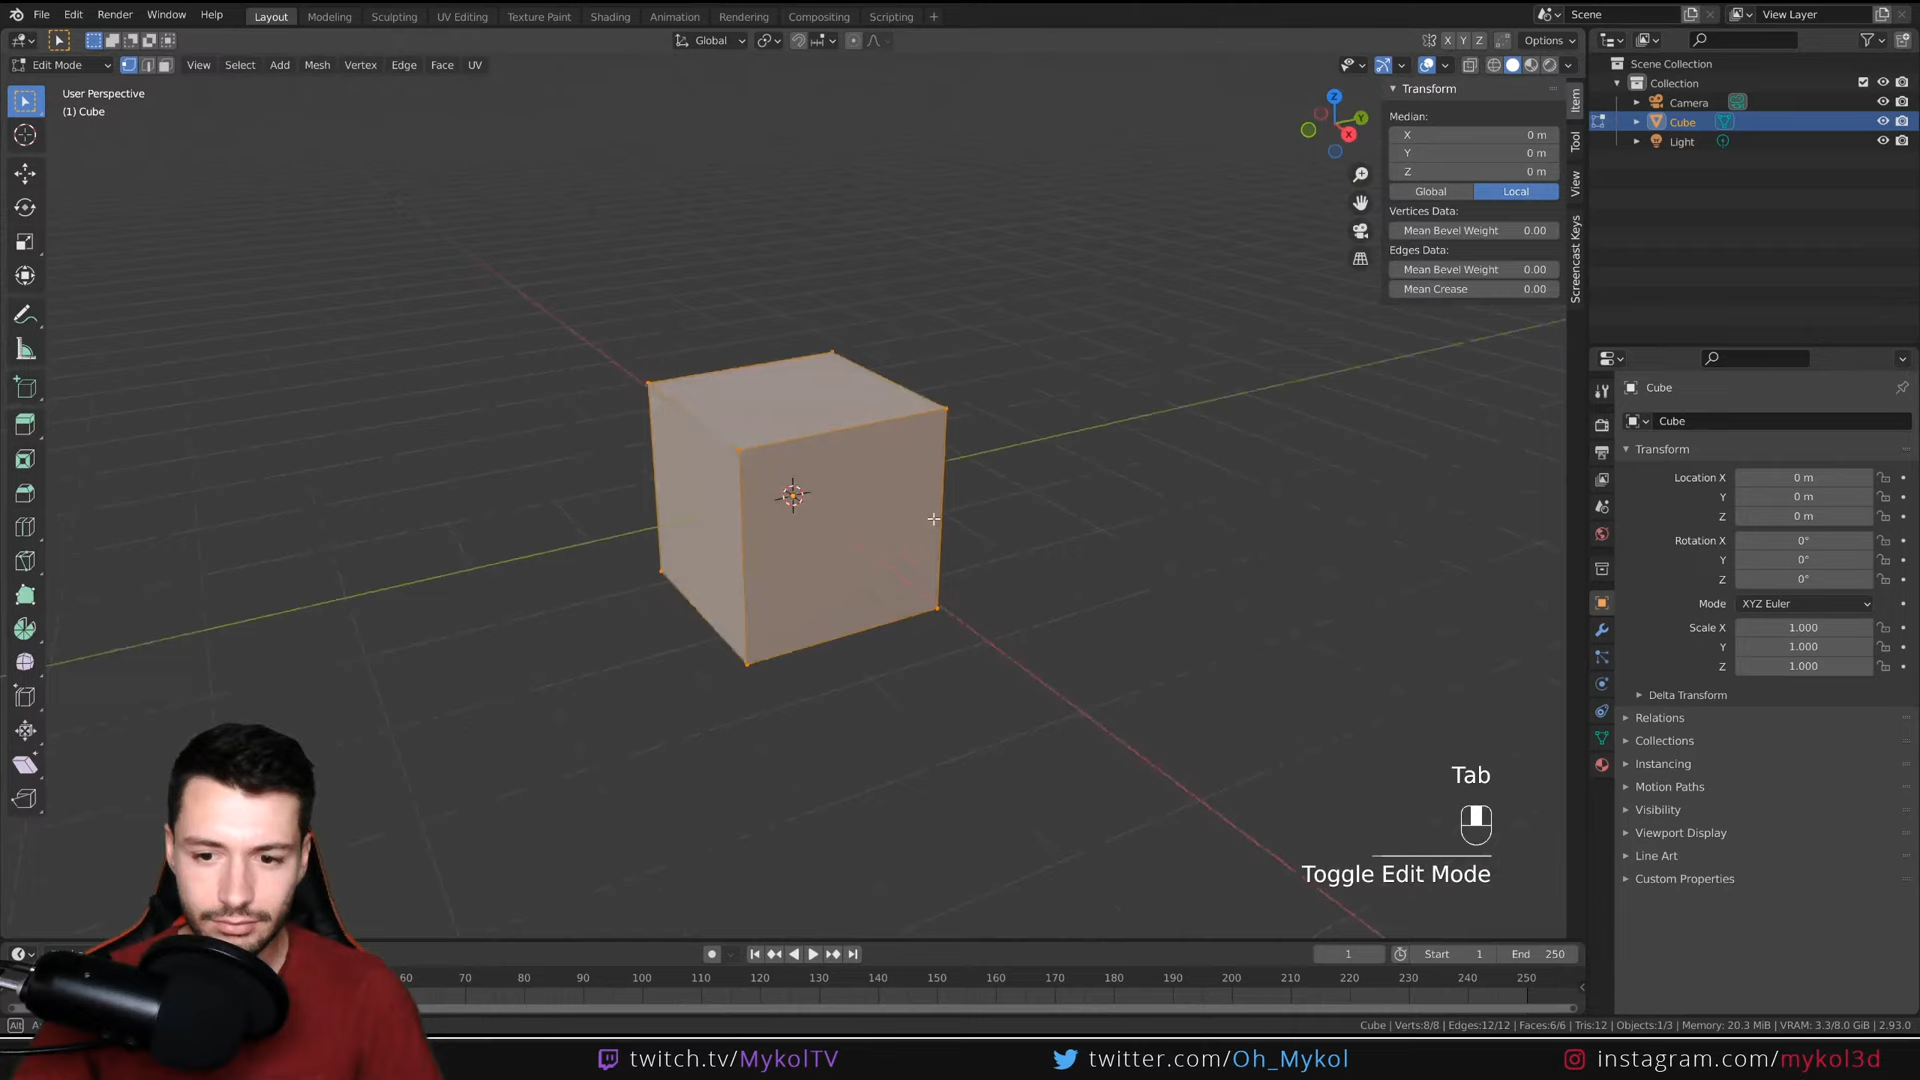 File Edit Render Window Help Layout Modeling Sculpting UV Editing Texture Paint Shading Animation Rendering Compositing Scripting + Scene View Layer
Global X Y Z Options
Edit Mode View Select Add Mesh Vertex Edge Face UV
User Perspective
(1) Cube
Z
Y
X
Transform
Median:
X 0 m
Y 0 m
Z 0 m
Global Local
Vertices Data:
Mean Bevel Weight 0.00
Edges Data:
Mean Bevel Weight 0.00
Mean Crease 0.00
Item
Tool
View
Screencast Keys
Scene Collection
Collection
Camera
Cube
Light
Cube
Cube
Transform
Location X 0 m
Y 0 m
Z 0 m
Rotation X 0°
Y 0°
Z 0°
Mode XYZ Euler
Scale X 1.000
Y 1.000
Z 1.000
Delta Transform
Relations
Collections
Instancing
Motion Paths
Visibility
Viewport Display
Line Art
Custom Properties
Tab
Toggle Edit Mode
1 Start 1 End 250
60 70 80 90 100 110 120 130 140 150 160 170 180 190 200 210 220 230 240 250
Alt
Cube | Verts:8/8 | Edges:12/12 | Faces:6/6 | Tris:12 | Objects:1/3 | Memory: 20.3 MiB | VRAM: 3.3/8.0 GiB | 2.93.0
twitch.tv/MykolTV twitter.com/Oh_Mykol instagram.com/mykol3d